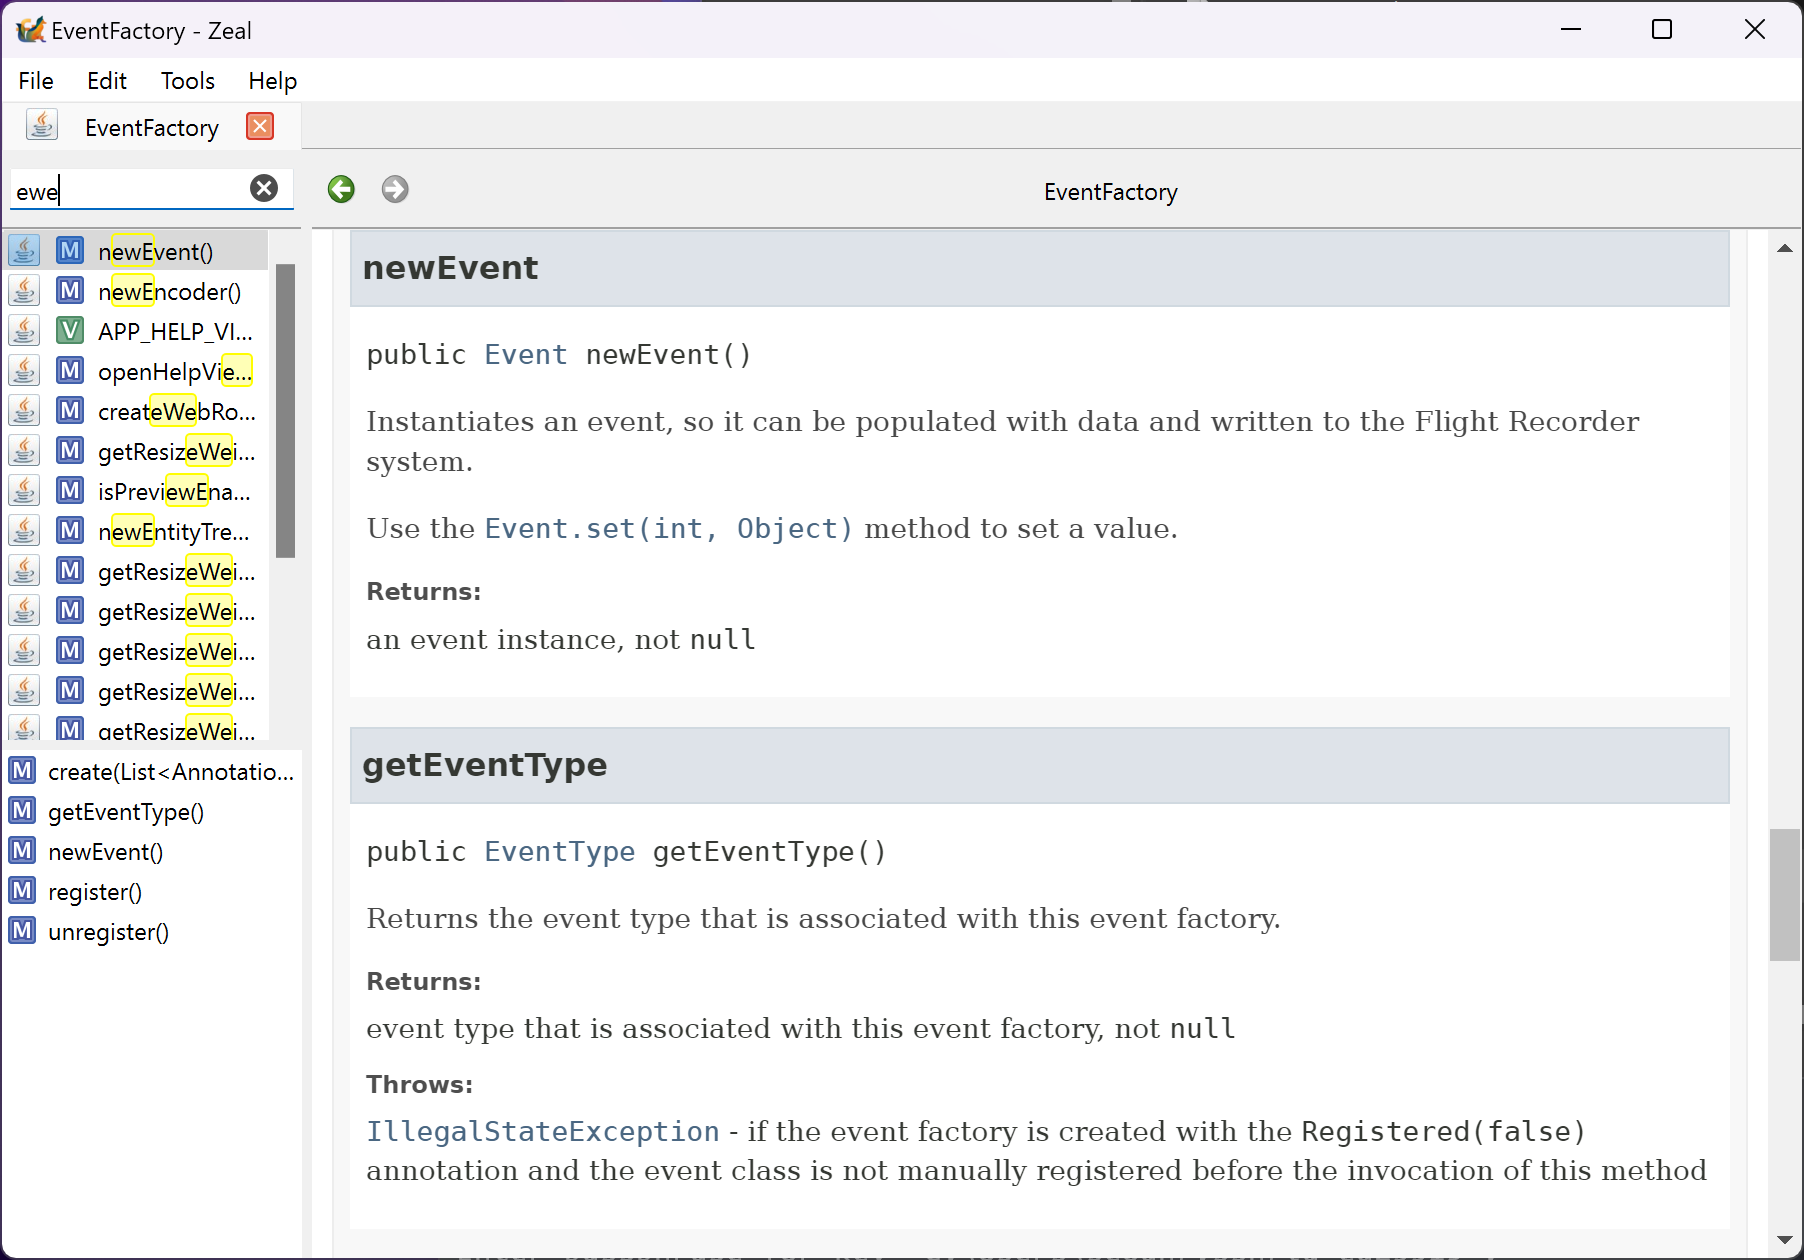 EventFactory - Zeal
File Edit Tools Help
EventFactory
ewe
EventFactory
M newEvent()
M newEncoder()
V APP_HELP_VI...
M openHelpVie...
M createWebRo...
M getResizeWei...
M isPreviewEna...
M newEntityTre...
M getResizeWei...
M getResizeWei...
M getResizeWei...
M getResizeWei...
M getResizeWei...
M create(List<Annotatio...
M getEventType()
M newEvent()
M register()
M unregister()
newEvent
public Event newEvent()
Instantiates an event, so it can be populated with data and written to the Flight Recorder
system.
Use the Event.set(int, Object) method to set a value.
Returns:
an event instance, not null
getEventType
public EventType getEventType()
Returns the event type that is associated with this event factory.
Returns:
event type that is associated with this event factory, not null
Throws:
IllegalStateException - if the event factory is created with the Registered(false)
annotation and the event class is not manually registered before the invocation of this method